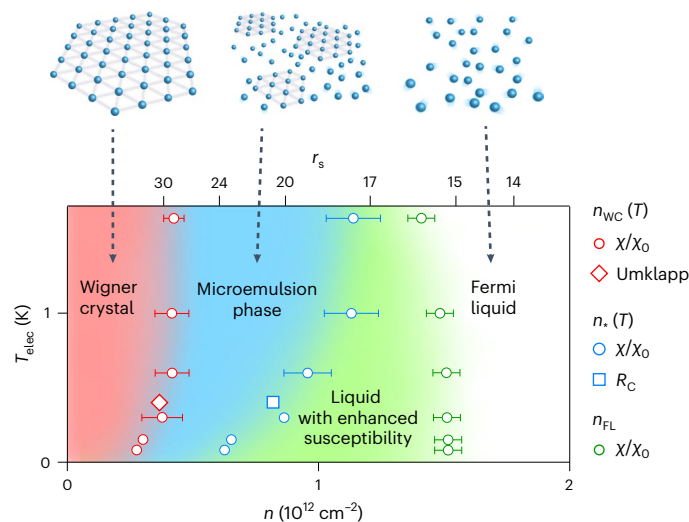 r_s
30 24 20 17 15 14
n_WC (T)
χ/χ_0
Umklapp
n_* (T)
χ/χ_0
R_C
n_FL
χ/χ_0
Wigner
crystal
Microemulsion
phase
Fermi
liquid
Liquid
with enhanced
susceptibility
T_elec (K)
1
0
0 1 2
n (10^12 cm^−2)